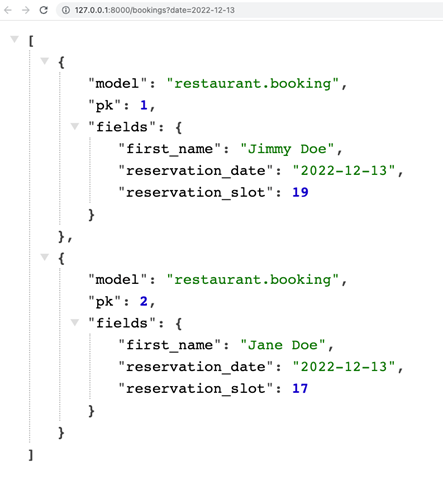 127.0.0.1:8000/bookings?date=2022-12-13
[
{
"model": "restaurant.booking",
"pk": 1,
"fields": {
"first_name": "Jimmy Doe",
"reservation_date": "2022-12-13",
"reservation_slot": 19
}
},
{
"model": "restaurant.booking",
"pk": 2,
"fields": {
"first_name": "Jane Doe",
"reservation_date": "2022-12-13",
"reservation_slot": 17
}
}
]